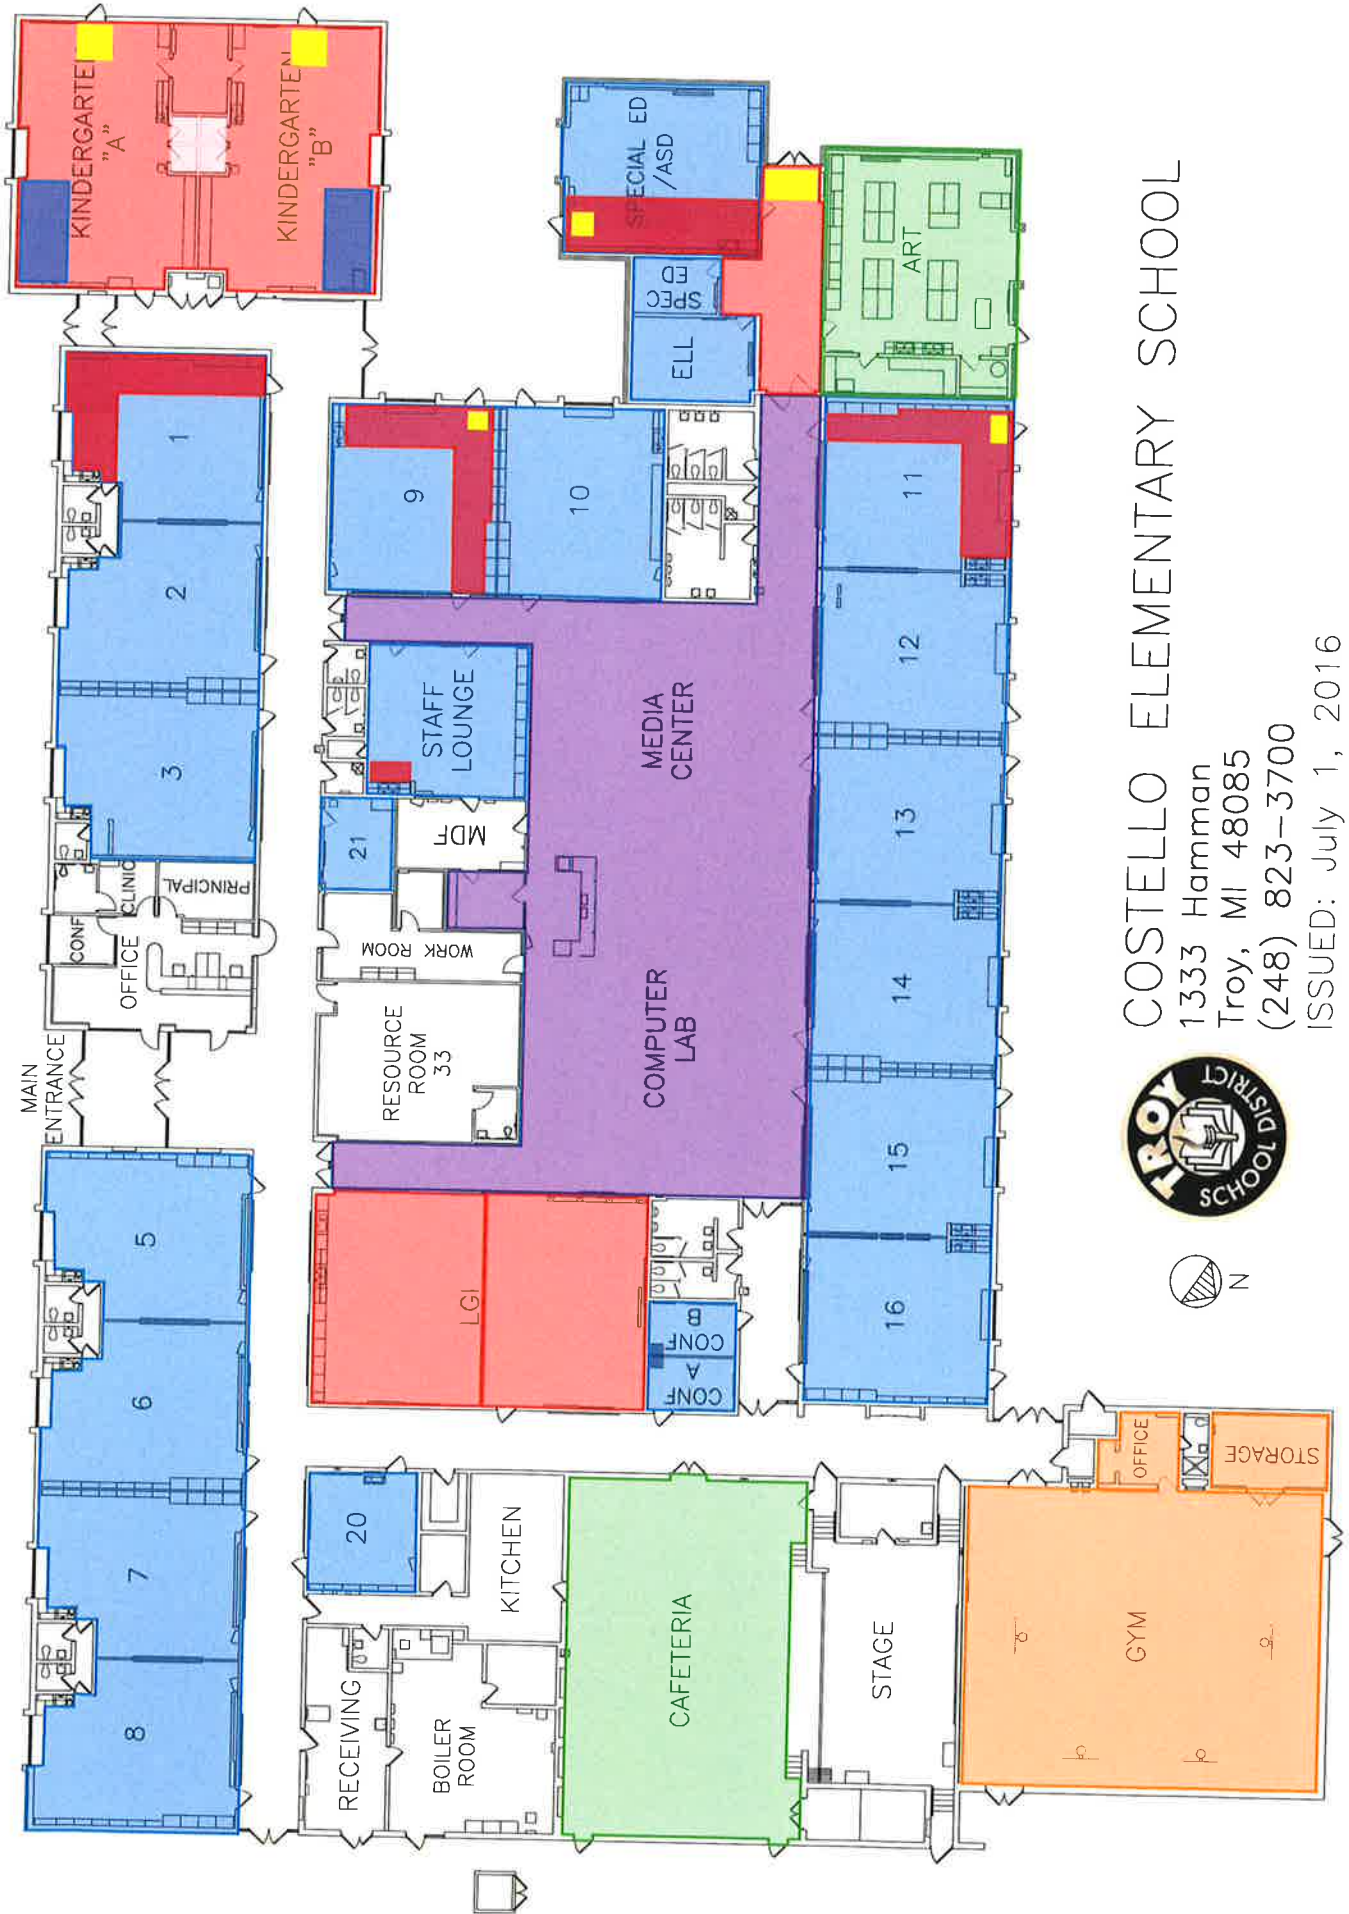 KINDERGARTEN
"A"
KINDERGARTEN
"B"
SPECIAL ED
/ASD
SPEC
ED
ELL
ART
1
2
3
9
10
11
12
13
14
15
16
STAFF
LOUNGE
MEDIA
CENTER
21
MDF
CLINIC
PRINCIPAL
CONF
OFFICE
WORK ROOM
RESOURCE
ROOM
33
COMPUTER
LAB
MAIN
ENTRANCE
5
6
7
8
LGI
CONF
A
CONF
B
20
KITCHEN
RECEIVING
BOILER
ROOM
CAFETERIA
STAGE
OFFICE
STORAGE
GYM
COSTELLO ELEMENTARY SCHOOL
1333 Hamman
Troy, MI 48085
(248) 823-3700
ISSUED: July 1, 2016
TROY
SCHOOL DISTRICT
N